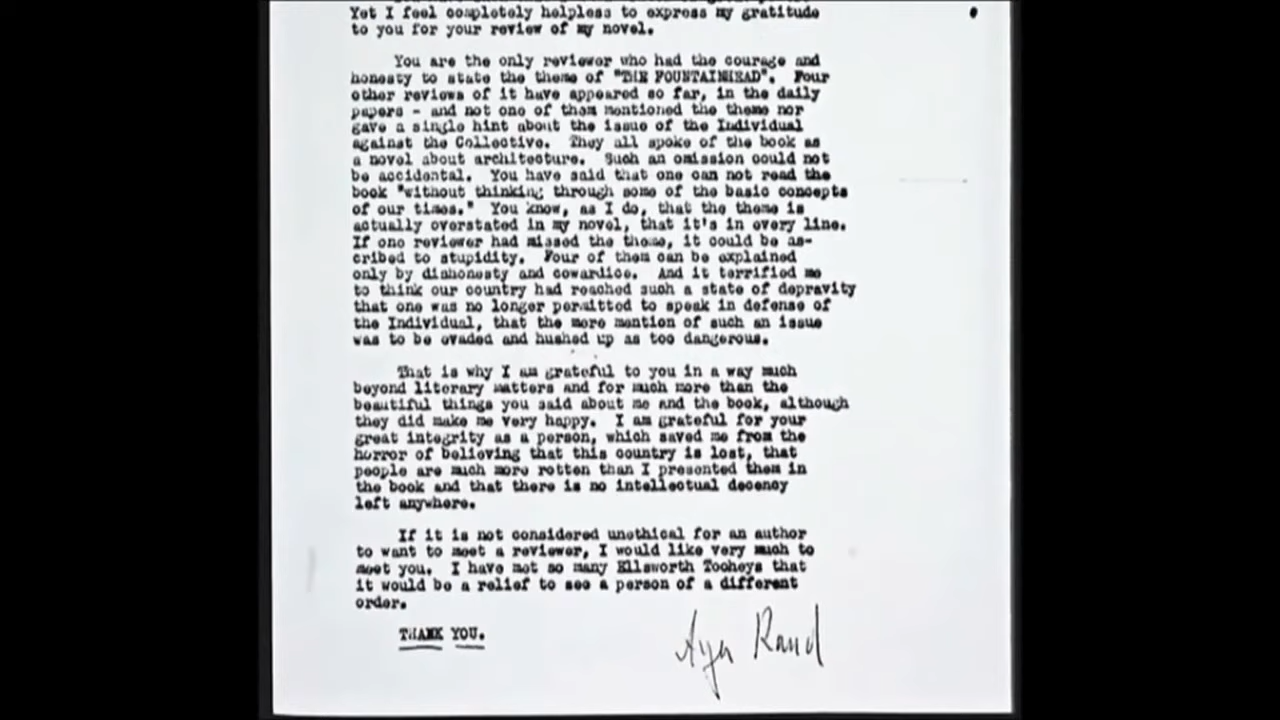 Yet I feel completely helpless to express my gratitude
to you for your review of my novel.
You are the only reviewer who had the courage and
honesty to state the theme of "THE FOUNTAINHEAD". Four
other reviews of it have appeared so far, in the daily
papers - and not one of them mentioned the theme nor
gave a single hint about the issue of the Individual
against the Collective. They all spoke of the book as
a novel about architecture. Such an omission could not
be accidental. You have said that one can not read the
book "without thinking through some of the basic concepts
of our times." You know, as I do, that the theme is
actually overstated in my novel, that it's in every line.
If one reviewer had missed the theme, it could be as-
cribed to stupidity. Four of them can be explained
only by dishonesty and cowardice. And it terrified me
to think our country had reached such a state of depravity
that one was no longer permitted to speak in defense of
the Individual, that the mere mention of such an issue
was to be evaded and hushed up as too dangerous.
That is why I am grateful to you in a way much
beyond literary matters and for much more than the
beautiful things you said about me and the book, although
they did make me very happy. I am grateful for your
great integrity as a person, which saved me from the
horror of believing that this country is lost, that
people are much more rotten than I presented them in
the book and that there is no intellectual decency
left anywhere.
If it is not considered unethical for an author
to want to meet a reviewer, I would like very much to
meet you. I have met so many Ellsworth Tooheys that
it would be a relief to see a person of a different
order.
THANK YOU.
Ayn Rand